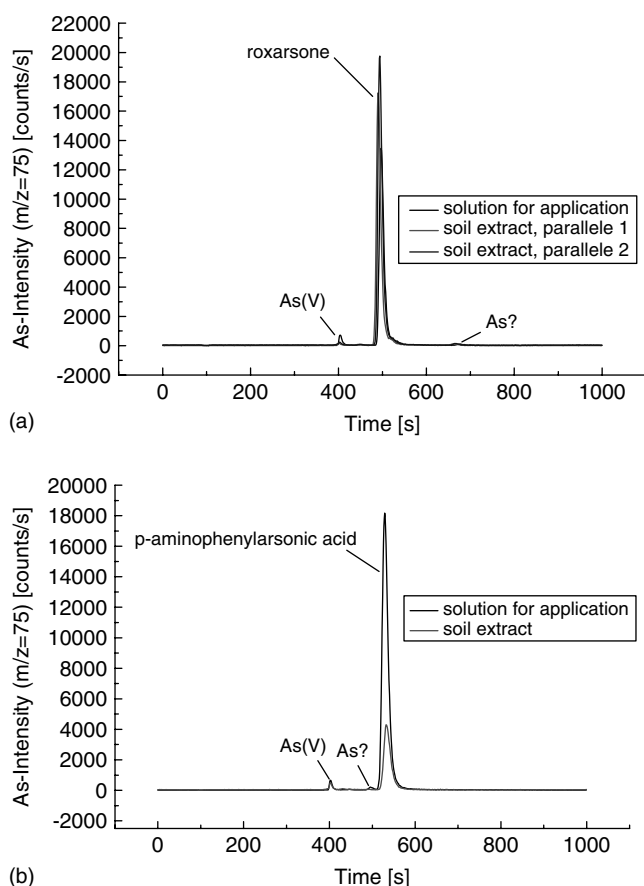 22000
20000
18000
16000
14000
12000
10000
8000
6000
4000
2000
0
-2000
As-Intensity (m/z=75) [counts/s]
roxarsone
solution for application
soil extract, parallele 1
soil extract, parallele 2
As(V)
As?
0 200 400 600 800 1000
Time [s]
(a)
20000
18000
16000
14000
12000
10000
8000
6000
4000
2000
0
-2000
As-Intensity (m/z=75) [counts/s]
p-aminophenylarsonic acid
solution for application
soil extract
As(V)
As?
0 200 400 600 800 1000
Time [s]
(b)